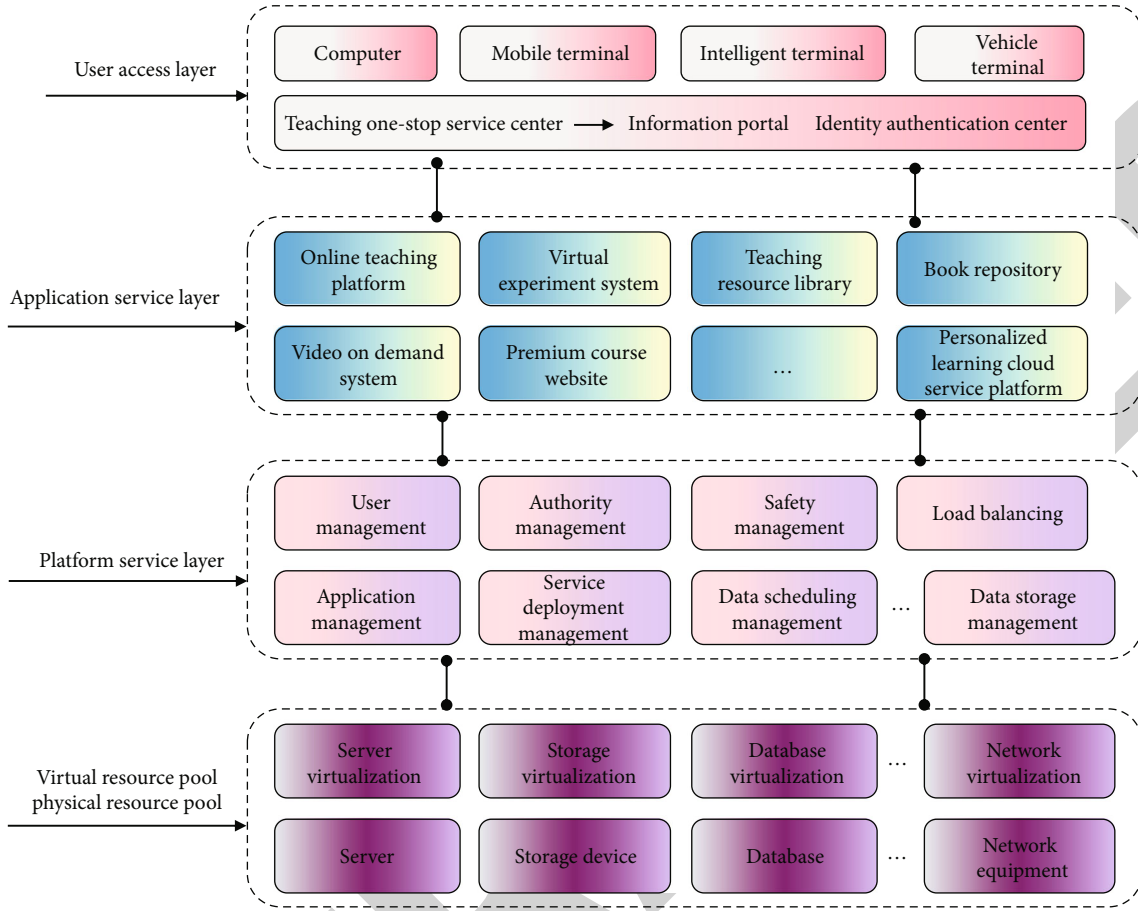 Computer
Mobile terminal
Intelligent terminal
Vehicle
terminal
User access layer
Teaching one-stop service center
Information portal
Identity authentication center
Online teaching
platform
Virtual
experiment system
Teaching
resource library
Book repository
Application service layer
Video on demand
system
Premium course
website
...
Personalized
learning cloud
service platform
User
management
Authority
management
Safety
management
Load balancing
Platform service layer
Application
management
Service
deployment
management
Data scheduling
management
...
Data storage
management
Server
virtualization
Storage
virtualization
Database
virtualization
...
Network
virtualization
Virtual resource pool
physical resource pool
Server
Storage device
Database
...
Network
equipment